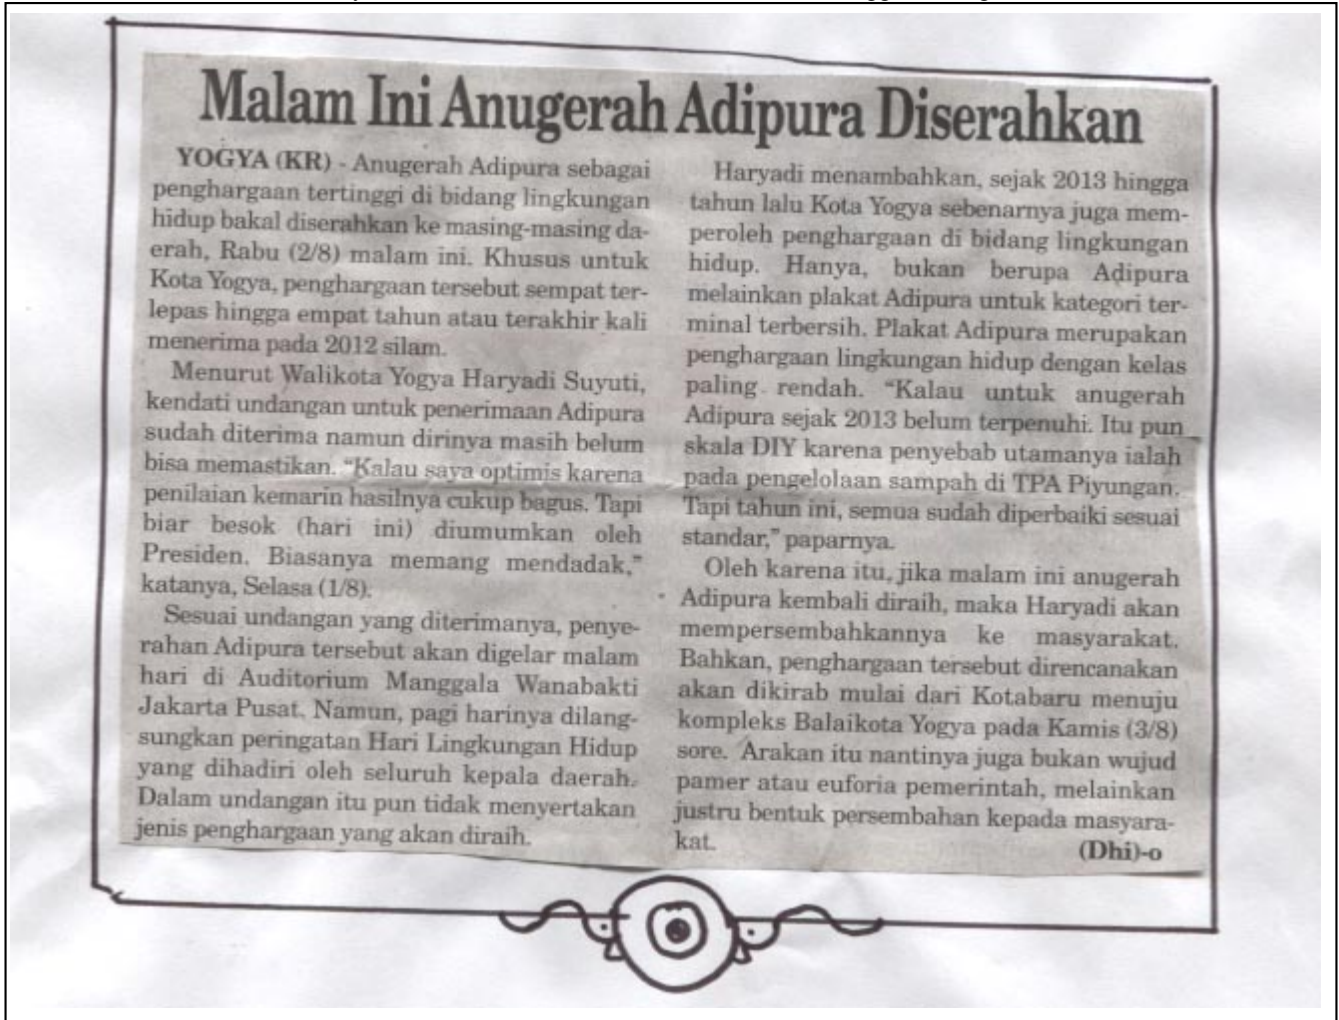 Malam Ini Anugerah Adipura Diserahkan
YOGYA (KR) - Anugerah Adipura sebagai
penghargaan tertinggi di bidang lingkungan
hidup bakal diserahkan ke masing-masing da-
erah, Rabu (2/8) malam ini. Khusus untuk
Kota Yogya, penghargaan tersebut sempat ter-
lepas hingga empat tahun atau terakhir kali
menerima pada 2012 silam.
Menurut Walikota Yogya Haryadi Suyuti,
kendati undangan untuk penerimaan Adipura
sudah diterima namun dirinya masih belum
bisa memastikan. “Kalau saya optimis karena
penilaian kemarin hasilnya cukup bagus. Tapi
biar besok (hari ini) diumumkan oleh
Presiden. Biasanya memang mendadak,”
katanya, Selasa (1/8).
Sesuai undangan yang diterimanya, penye-
rahan Adipura tersebut akan digelar malam
hari di Auditorium Manggala Wanabakti
Jakarta Pusat. Namun, pagi harinya dilang-
sungkan peringatan Hari Lingkungan Hidup
yang dihadiri oleh seluruh kepala daerah.
Dalam undangan itu pun tidak menyertakan
jenis penghargaan yang akan diraih.
Haryadi menambahkan, sejak 2013 hingga
tahun lalu Kota Yogya sebenarnya juga mem-
peroleh penghargaan di bidang lingkungan
hidup. Hanya, bukan berupa Adipura
melainkan plakat Adipura untuk kategori ter-
minal terbersih. Plakat Adipura merupakan
penghargaan lingkungan hidup dengan kelas
paling rendah. “Kalau untuk anugerah
Adipura sejak 2013 belum terpenuhi. Itu pun
skala DIY karena penyebab utamanya ialah
pada pengelolaan sampah di TPA Piyungan.
Tapi tahun ini, semua sudah diperbaiki sesuai
standar,” paparnya.
Oleh karena itu, jika malam ini anugerah
Adipura kembali diraih, maka Haryadi akan
mempersembahkannya ke masyarakat.
Bahkan, penghargaan tersebut direncanakan
akan dikirab mulai dari Kotabaru menuju
kompleks Balaikota Yogya pada Kamis (3/8)
sore. Arakan itu nantinya juga bukan wujud
pamer atau euforia pemerintah, melainkan
justru bentuk persembahan kepada masyara-
kat.
(Dhi)-o